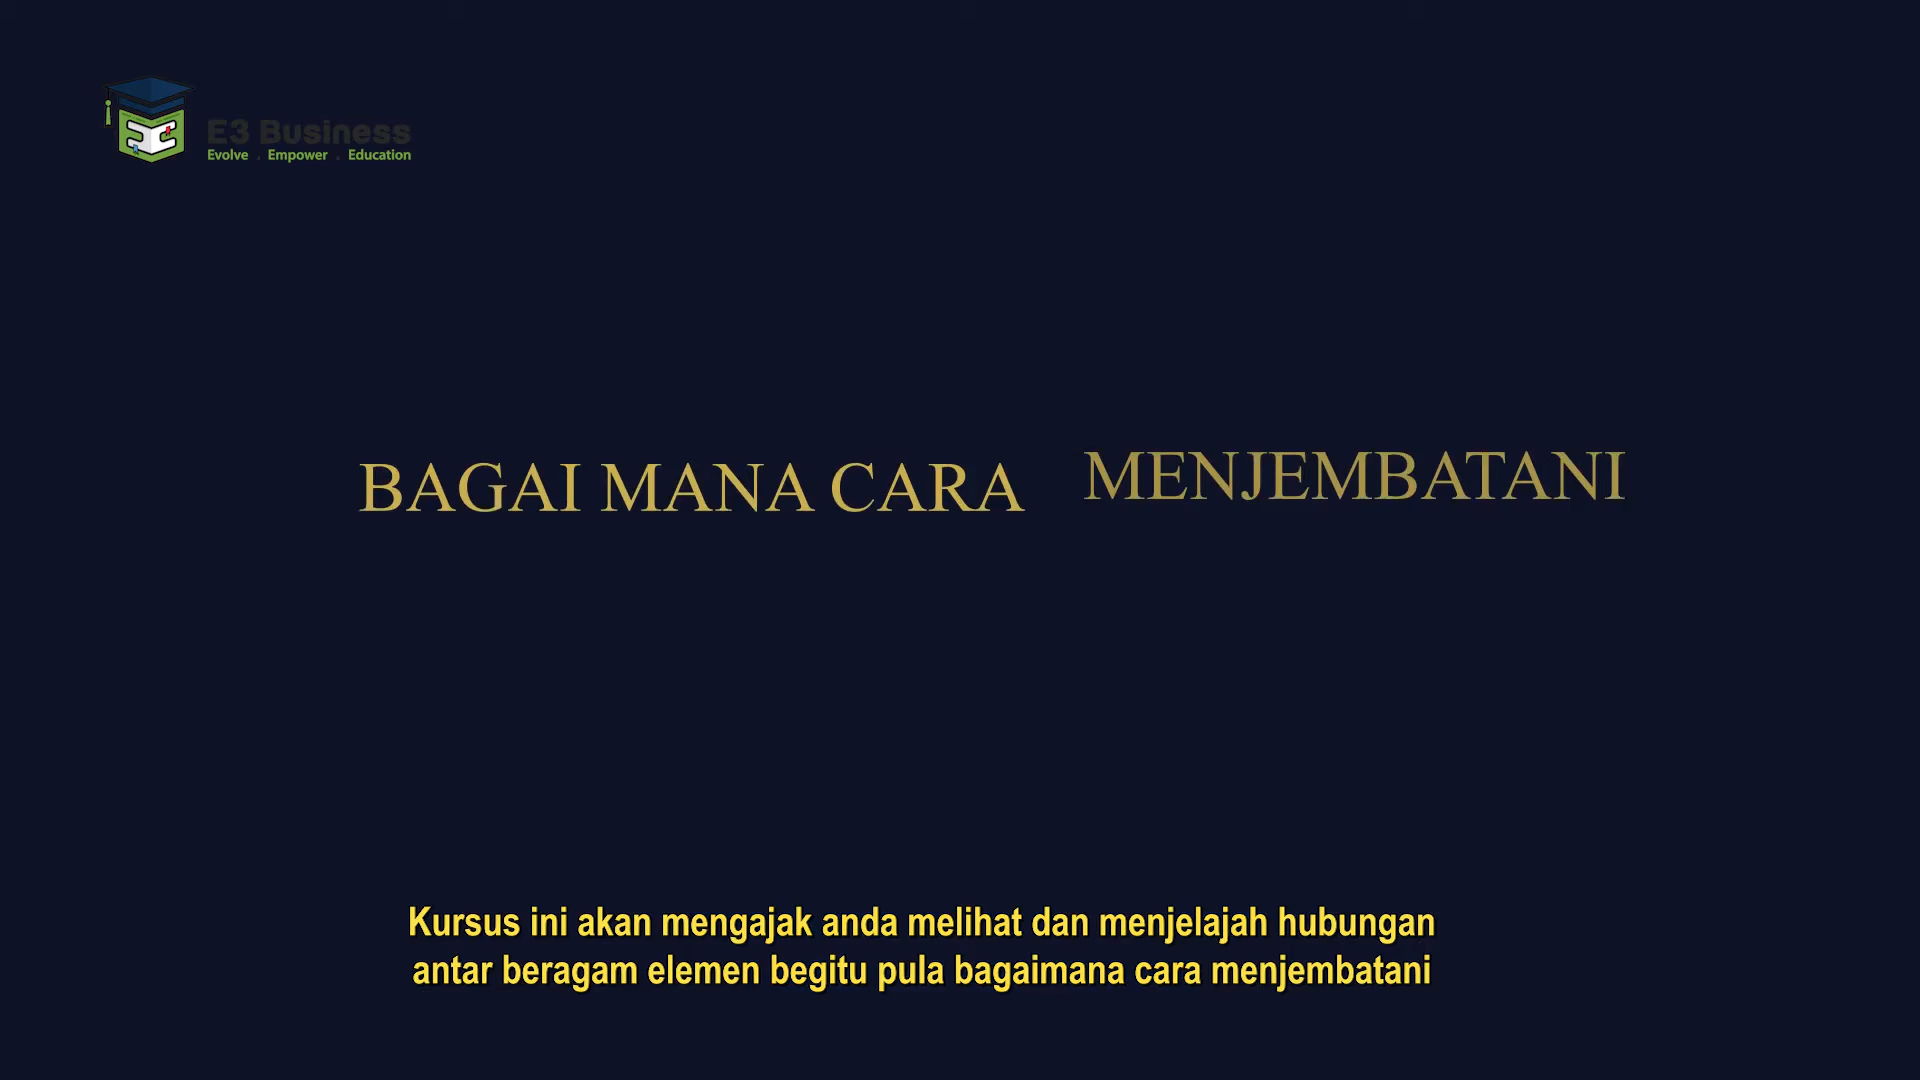 E3 Business
Evolve . Empower . Education
BAGAI MANA CARA MENJEMBATANI
Kursus ini akan mengajak anda melihat dan menjelajah hubungan
antar beragam elemen begitu pula bagaimana cara menjembatani